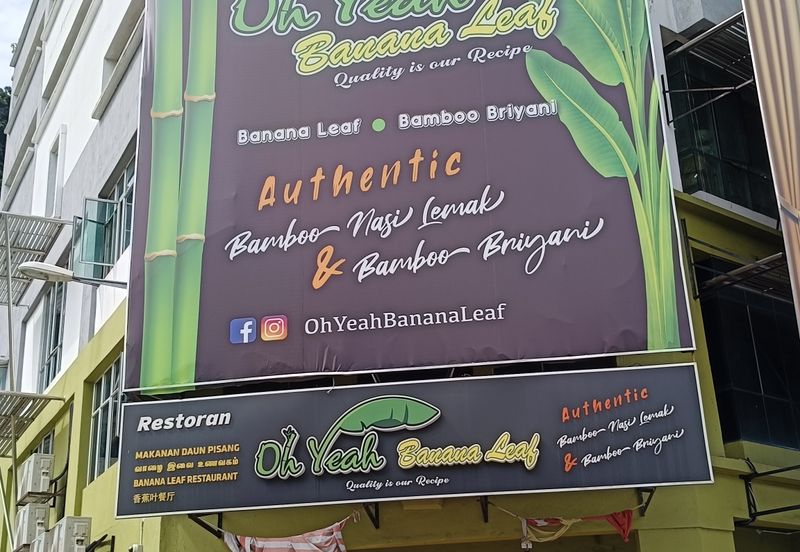 Oh Yeah
Banana Leaf
Quality is our Recipe
Banana Leaf • Bamboo Briyani
Authentic
Bamboo Nasi Lemak
& Bamboo Briyani
OhYeahBananaLeaf
Restoran
MAKANAN DAUN PISANG
வாழை இலை உணவகம்
BANANA LEAF RESTAURANT
香蕉叶餐厅
Oh Yeah Banana Leaf
Quality is our Recipe
Authentic
Bamboo Nasi Lemak
& Bamboo Briyani